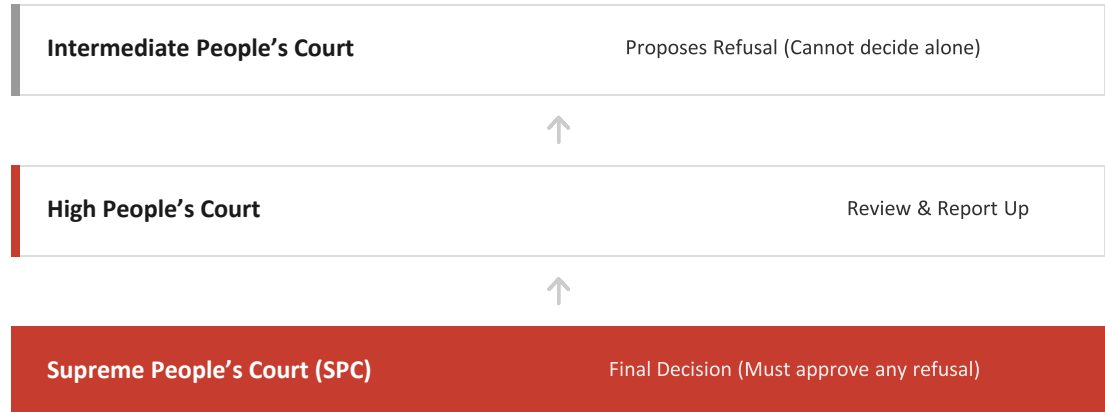 Intermediate People’s Court Proposes Refusal (Cannot decide alone)
High People’s Court Review & Report Up
Supreme People’s Court (SPC) Final Decision (Must approve any refusal)